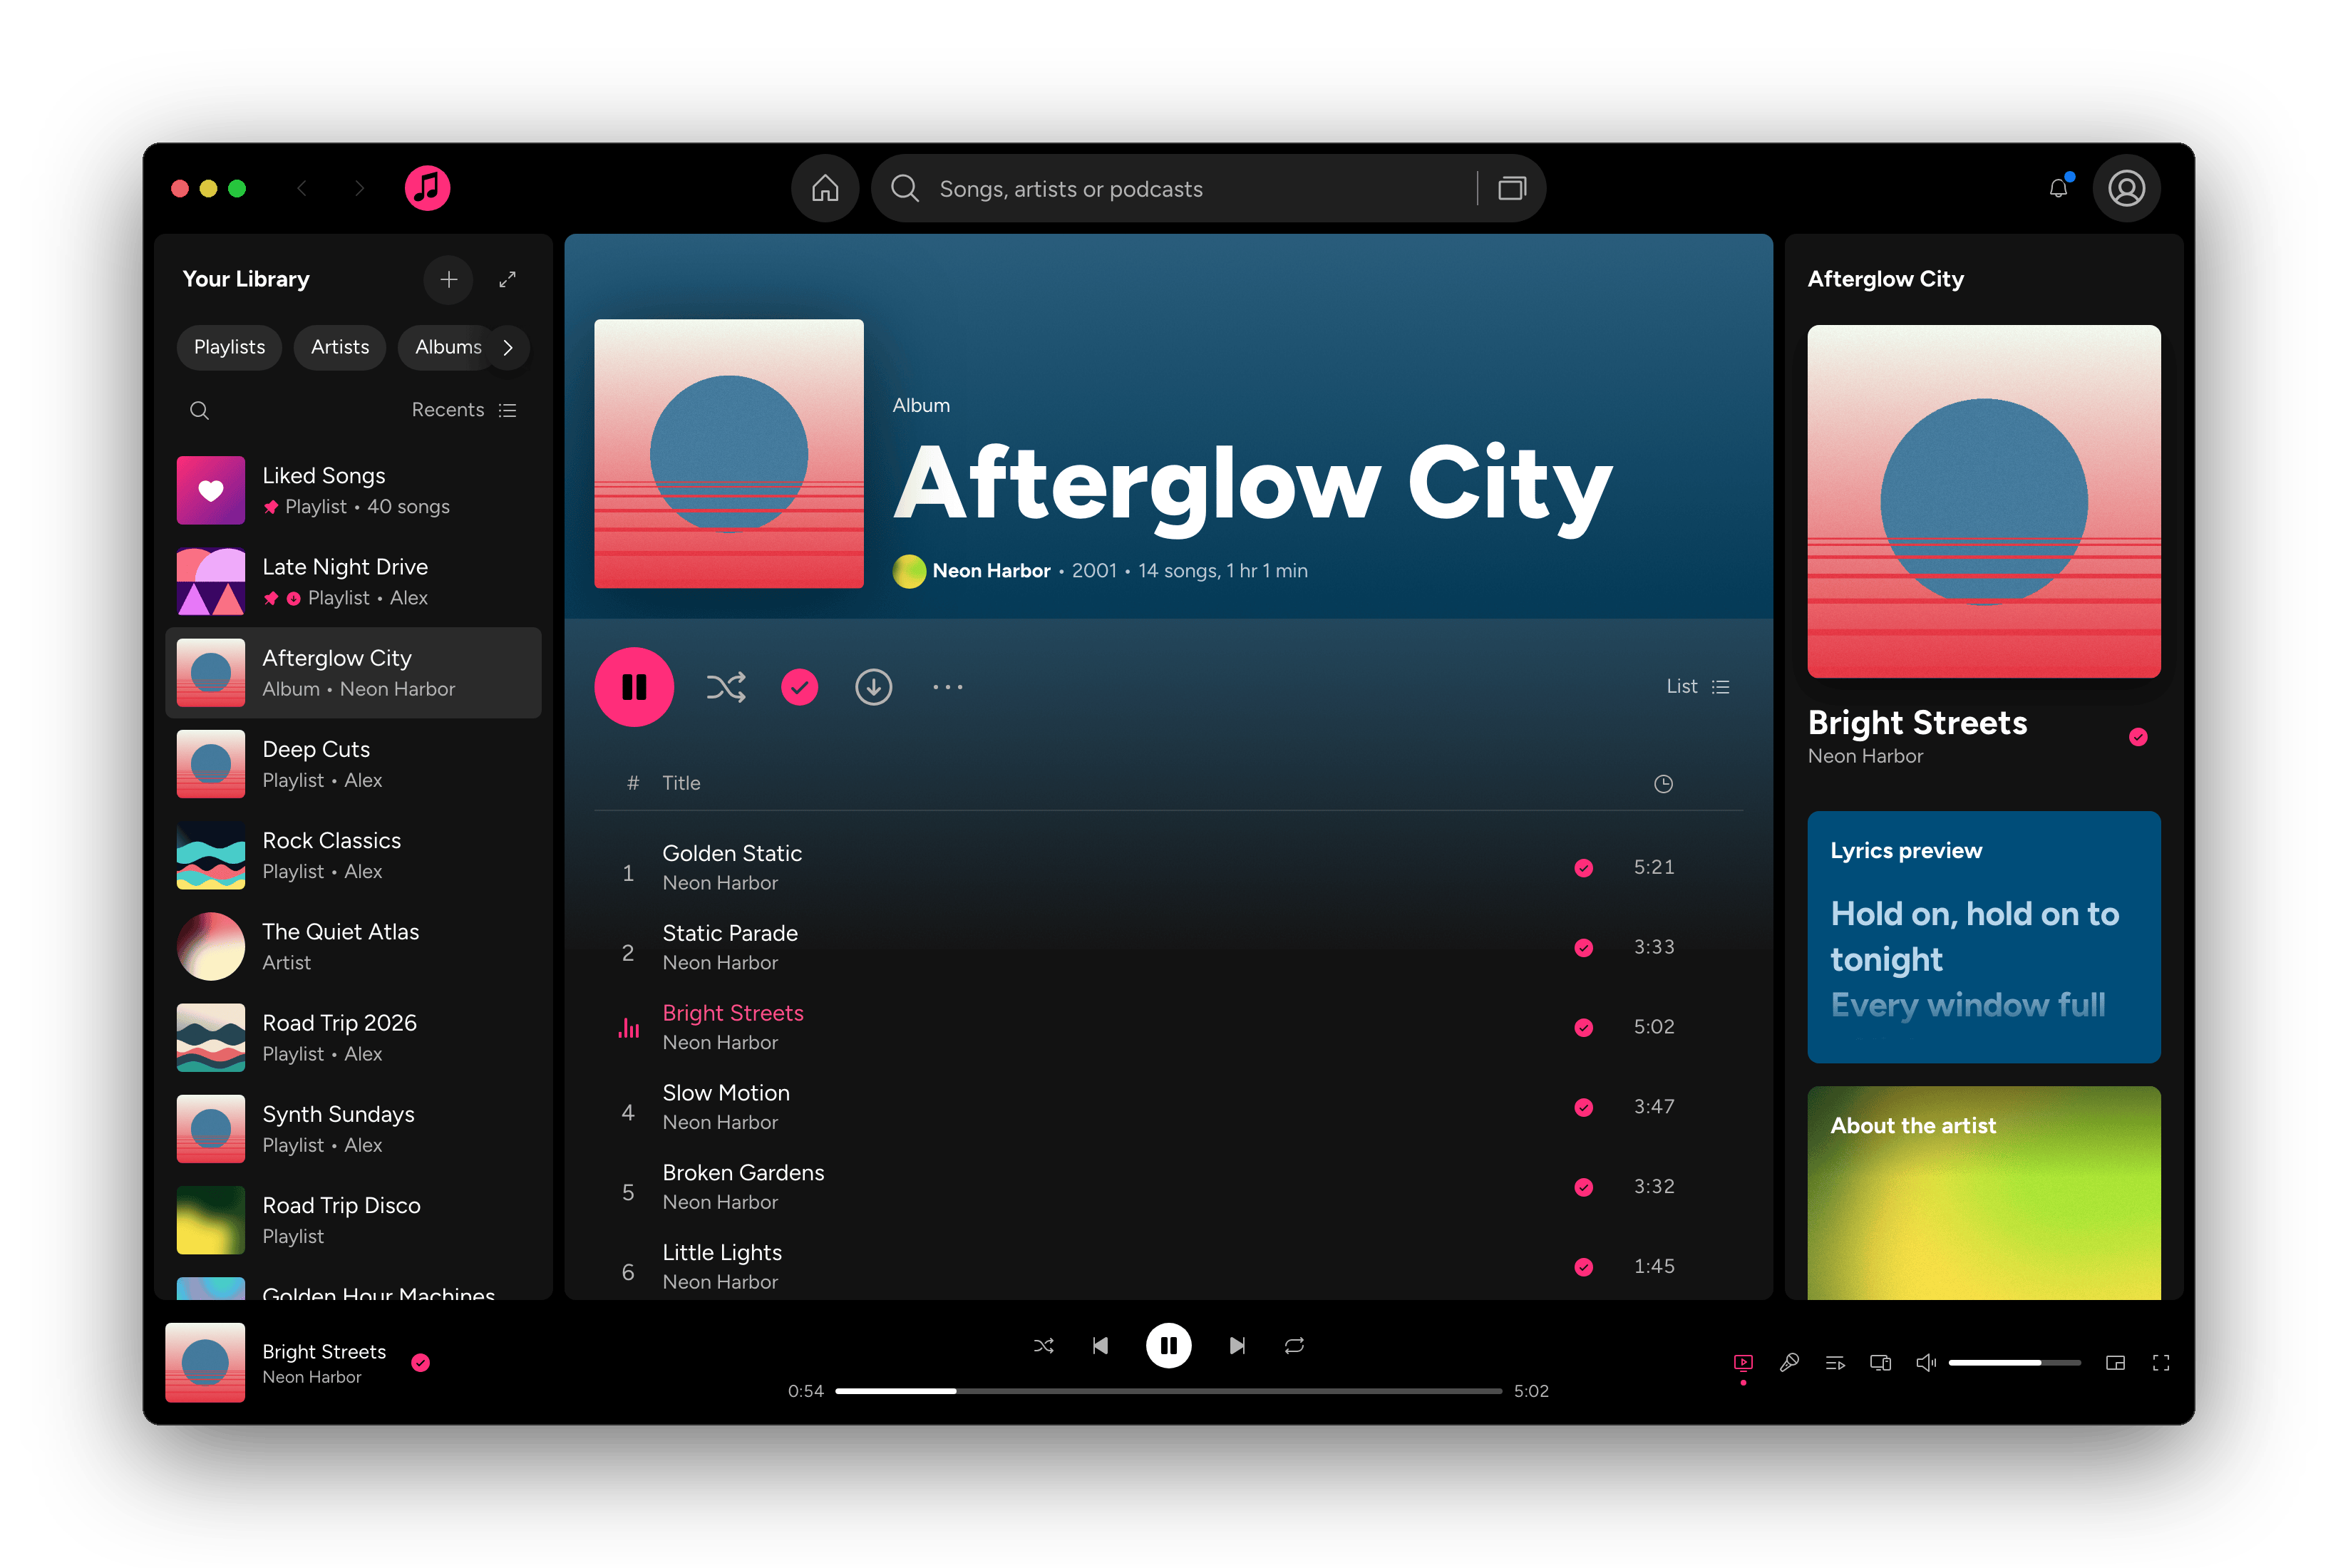 Songs, artists or podcasts
Your Library
Playlists
Artists
Albums
Recents
Liked Songs
Playlist • 40 songs
Late Night Drive
Playlist • Alex
Afterglow City
Album • Neon Harbor
Deep Cuts
Playlist • Alex
Rock Classics
Playlist • Alex
The Quiet Atlas
Artist
Road Trip 2026
Playlist • Alex
Synth Sundays
Playlist • Alex
Road Trip Disco
Playlist
Golden Hour Machines
Album
Afterglow City
Neon Harbor • 2001 • 14 songs, 1 hr 1 min
List
# Title
1 Golden Static 5:21
Neon Harbor
2 Static Parade 3:33
Neon Harbor
Bright Streets 5:02
Neon Harbor
4 Slow Motion 3:47
Neon Harbor
5 Broken Gardens 3:32
Neon Harbor
6 Little Lights 1:45
Neon Harbor
Afterglow City
Bright Streets
Neon Harbor
Lyrics preview
Hold on, hold on to
tonight
Every window full
About the artist
Bright Streets
Neon Harbor
0:54 5:02